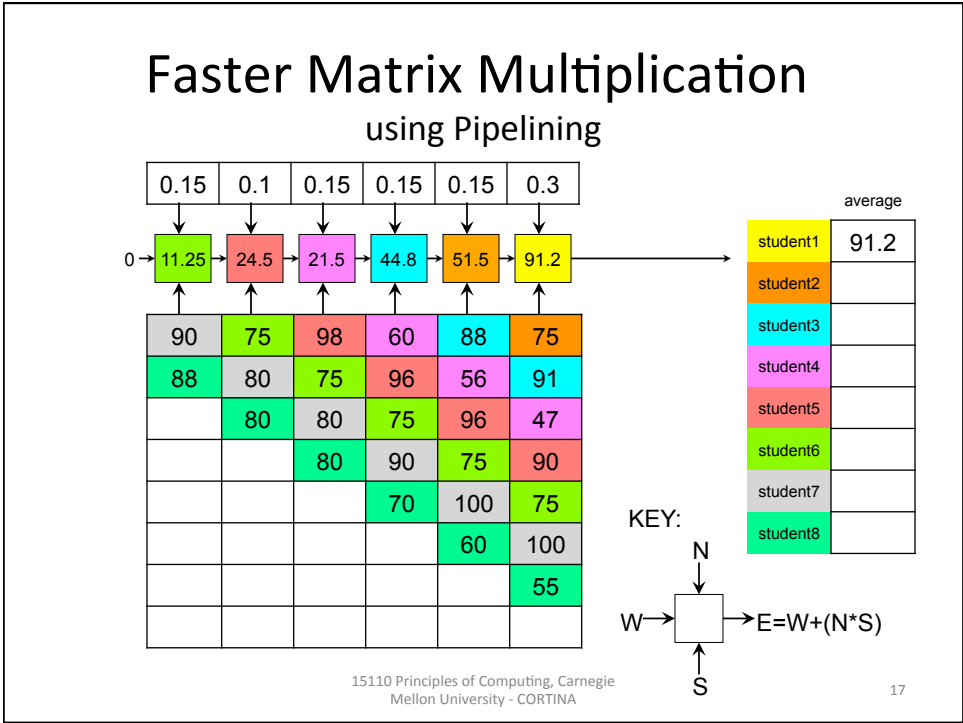 Faster Matrix Multiplication
using Pipelining
0.15 0.1 0.15 0.15 0.15 0.3
0 11.25 24.5 21.5 44.8 51.5 91.2
90 75 98 60 88 75
88 80 75 96 56 91
80 80 75 96 47
80 90 75 90
70 100 75
60 100
55
average
student1 91.2
student2
student3
student4
student5
student6
student7
student8
KEY:
N
W E=W+(N*S)
S
15110 Principles of Computing, Carnegie
Mellon University - CORTINA
17